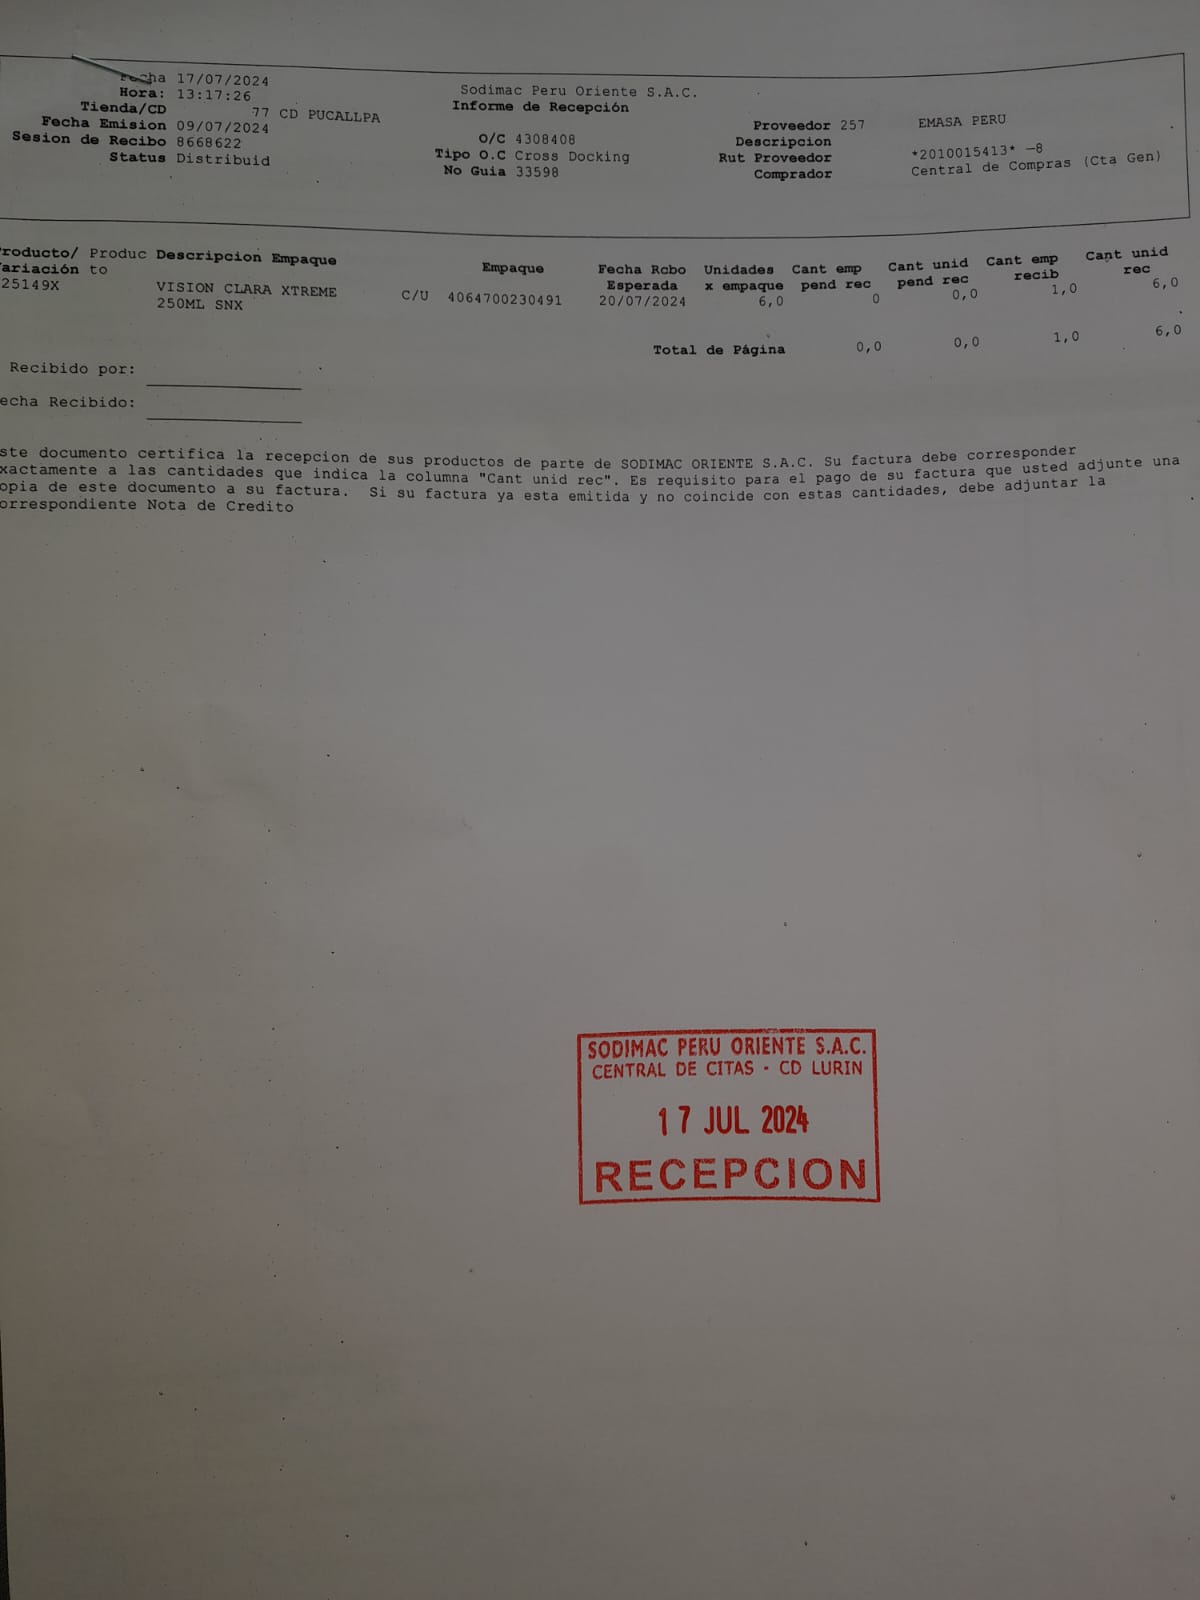 Fecha 17/07/2024
Hora: 13:17:26
Tienda/CD 77 CD PUCALLPA
Fecha Emision 09/07/2024
Sesion de Recibo 8668622
Status Distribuid
Sodimac Peru Oriente S.A.C.
Informe de Recepción
O/C 4308408
Tipo O.C Cross Docking
No Guia 33598
Proveedor 257 EMASA PERU
Descripcion
Rut Proveedor *2010015413* -8
Comprador Central de Compras (Cta Gen)
roducto/ Produc Descripcion Empaque Empaque Fecha Rcbo Unidades Cant emp Cant unid Cant emp Cant unid
ariación to Esperada x empaque pend rec pend rec recib rec
25149X VISION CLARA XTREME C/U 4064700230491 20/07/2024 6,0 0 0,0 1,0 6,0
250ML SNX
Total de Página 0,0 0,0 1,0 6,0
Recibido por:
echa Recibido:
ste documento certifica la recepcion de sus productos de parte de SODIMAC ORIENTE S.A.C. Su factura debe corresponder
xactamente a las cantidades que indica la columna "Cant unid rec". Es requisito para el pago de su factura que usted adjunte una
opia de este documento a su factura. Si su factura ya esta emitida y no coincide con estas cantidades, debe adjuntar la
orrespondiente Nota de Credito
SODIMAC PERU ORIENTE S.A.C.
CENTRAL DE CITAS - CD LURIN
17 JUL 2024
RECEPCION